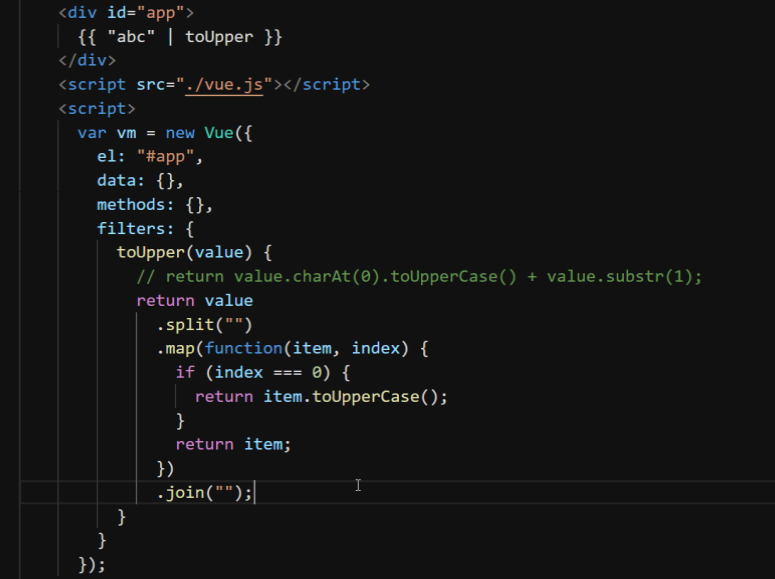 <div id="app">
{{ "abc" | toUpper }}
</div>
<script src="./vue.js"></script>
<script>
var vm = new Vue({
el: "#app",
data: {},
methods: {},
filters: {
toUpper(value) {
// return value.charAt(0).toUpperCase() + value.substr(1);
return value
.split("")
.map(function(item, index) {
if (index === 0) {
return item.toUpperCase();
}
return item;
})
.join("");
}
}
});